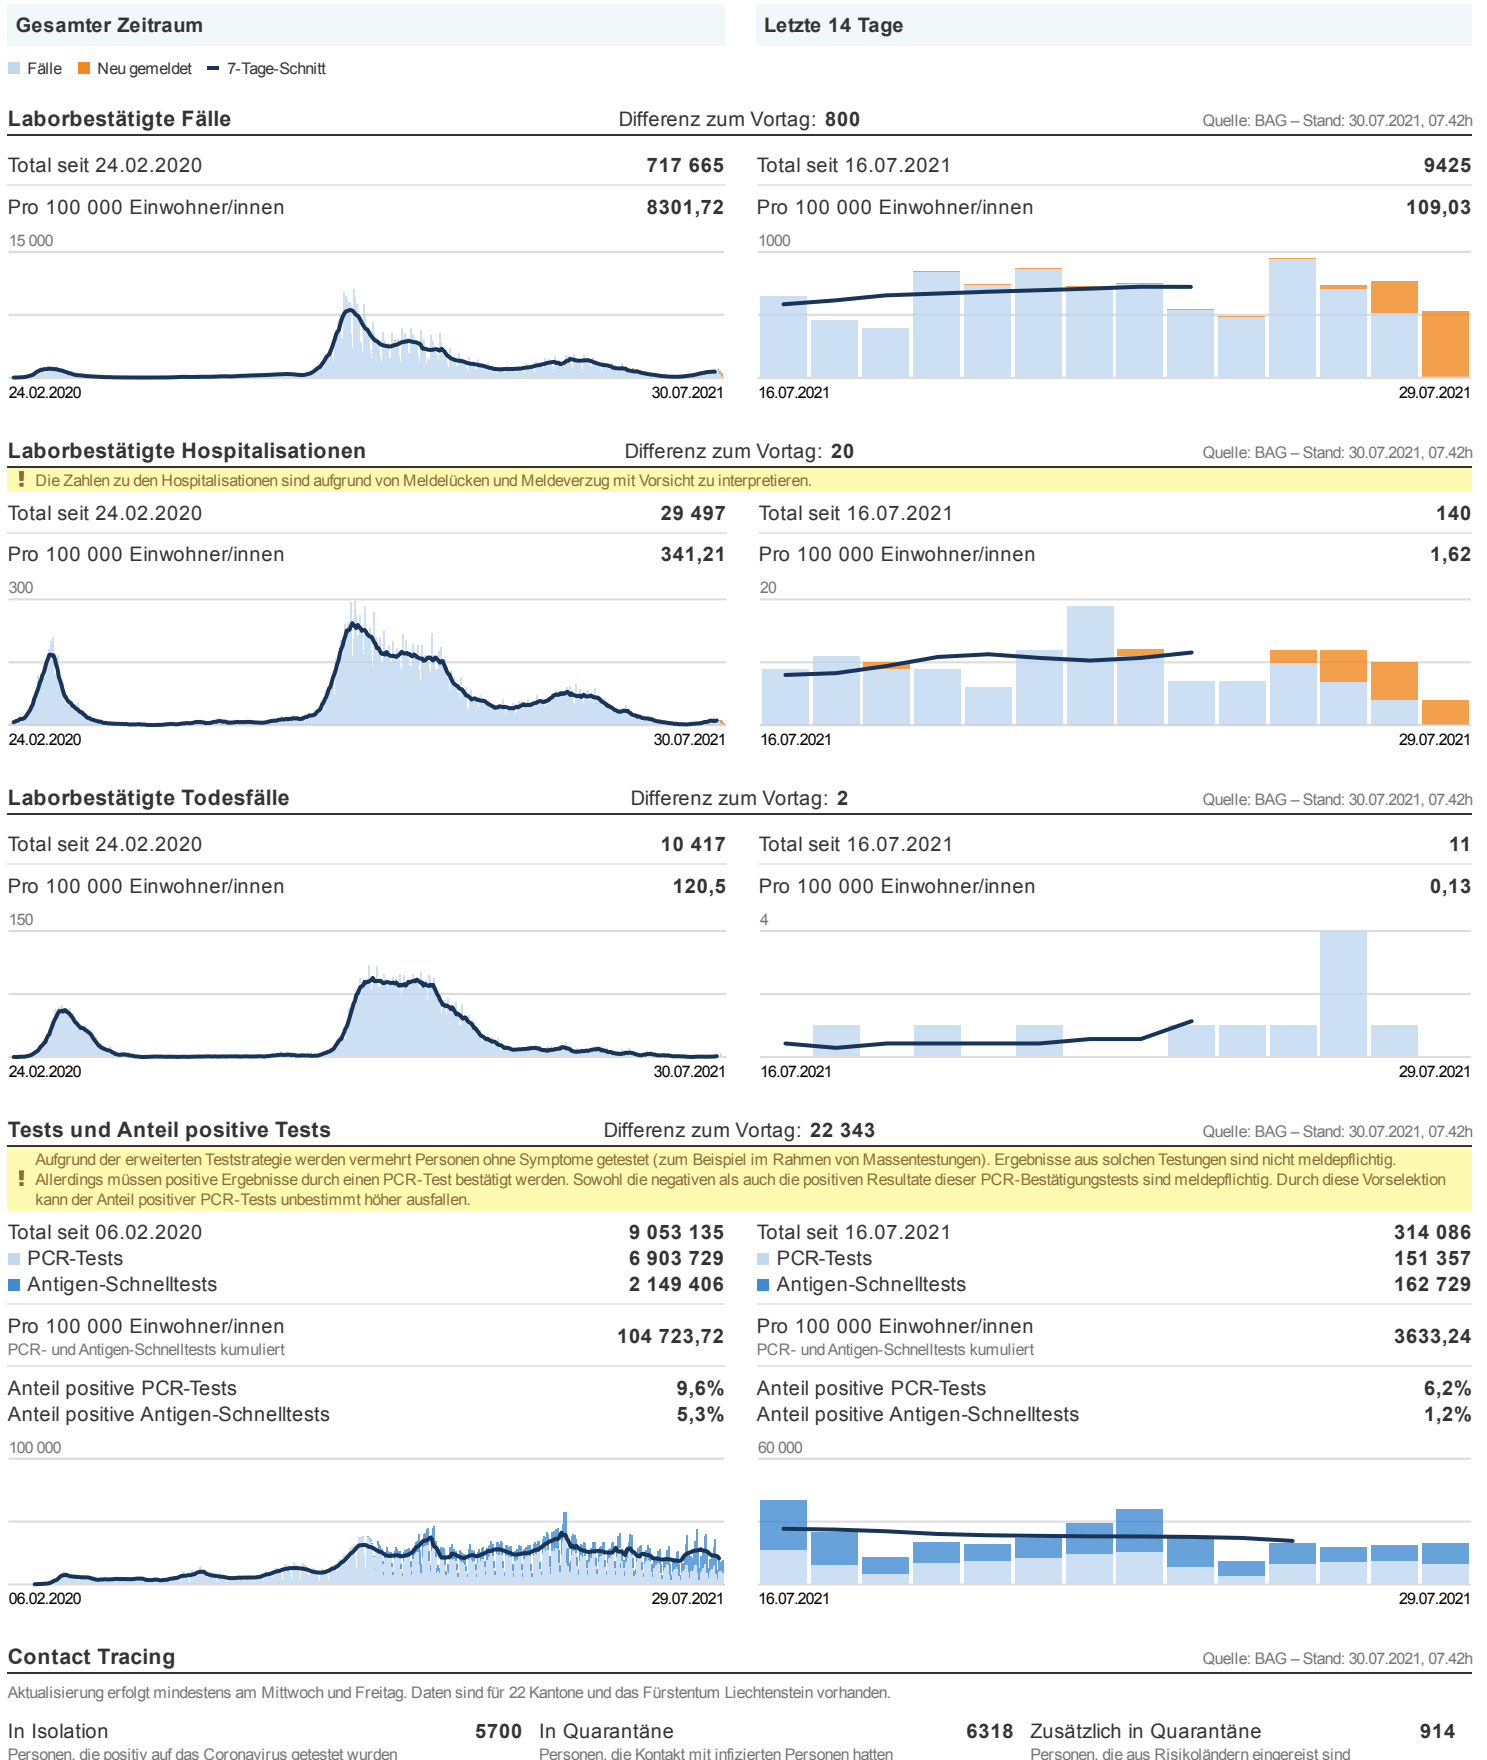 Gesamter Zeitraum
Letzte 14 Tage
Fälle Neu gemeldet 7-Tage-Schnitt
Laborbestätigte Fälle Differenz zum Vortag: 800 Quelle: BAG – Stand: 30.07.2021, 07.42h
Total seit 24.02.2020 717 665 Total seit 16.07.2021 9425
Pro 100 000 Einwohner/innen 8301,72 Pro 100 000 Einwohner/innen 109,03
15 000 1000
24.02.2020 30.07.2021 16.07.2021 29.07.2021
Laborbestätigte Hospitalisationen Differenz zum Vortag: 20 Quelle: BAG – Stand: 30.07.2021, 07.42h
! Die Zahlen zu den Hospitalisationen sind aufgrund von Meldelücken und Meldeverzug mit Vorsicht zu interpretieren.
Total seit 24.02.2020 29 497 Total seit 16.07.2021 140
Pro 100 000 Einwohner/innen 341,21 Pro 100 000 Einwohner/innen 1,62
300 20
24.02.2020 30.07.2021 16.07.2021 29.07.2021
Laborbestätigte Todesfälle Differenz zum Vortag: 2 Quelle: BAG – Stand: 30.07.2021, 07.42h
Total seit 24.02.2020 10 417 Total seit 16.07.2021 11
Pro 100 000 Einwohner/innen 120,5 Pro 100 000 Einwohner/innen 0,13
150 4
24.02.2020 30.07.2021 16.07.2021 29.07.2021
Tests und Anteil positive Tests Differenz zum Vortag: 22 343 Quelle: BAG – Stand: 30.07.2021, 07.42h
Aufgrund der erweiterten Teststrategie werden vermehrt Personen ohne Symptome getestet (zum Beispiel im Rahmen von Massentestungen). Ergebnisse aus solchen Testungen sind nicht meldepflichtig.
! Allerdings müssen positive Ergebnisse durch einen PCR-Test bestätigt werden. Sowohl die negativen als auch die positiven Resultate dieser PCR-Bestätigungstests sind meldepflichtig. Durch diese Vorselektion
kann der Anteil positiver PCR-Tests unbestimmt höher ausfallen.
Total seit 06.02.2020 9 053 135 Total seit 16.07.2021 314 086
PCR-Tests 6 903 729 PCR-Tests 151 357
Antigen-Schnelltests 2 149 406 Antigen-Schnelltests 162 729
Pro 100 000 Einwohner/innen 104 723,72 Pro 100 000 Einwohner/innen 3633,24
PCR- und Antigen-Schnelltests kumuliert PCR- und Antigen-Schnelltests kumuliert
Anteil positive PCR-Tests 9,6% Anteil positive PCR-Tests 6,2%
Anteil positive Antigen-Schnelltests 5,3% Anteil positive Antigen-Schnelltests 1,2%
100 000 60 000
06.02.2020 29.07.2021 16.07.2021 29.07.2021
Contact Tracing Quelle: BAG – Stand: 30.07.2021, 07.42h
Aktualisierung erfolgt mindestens am Mittwoch und Freitag. Daten sind für 22 Kantone und das Fürstentum Liechtenstein vorhanden.
In Isolation 5700 In Quarantäne 6318 Zusätzlich in Quarantäne 914
Personen, die positiv auf das Coronavirus getestet wurden Personen, die Kontakt mit infizierten Personen hatten Personen, die aus Risikoländern eingereist sind